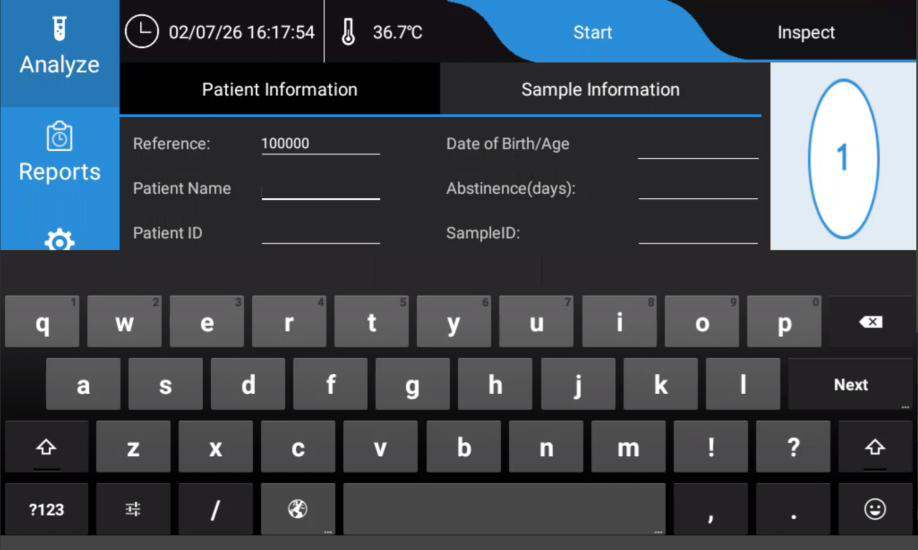 02/07/26 16:17:54 36.7℃ Start Inspect
Analyze
Patient Information Sample Information
Reference: 100000 Date of Birth/Age
1
Reports
Patient Name Abstinence(days):
Patient ID SampleID:
1 2 3 4 5 6 7 8 9 0
q w e r t y u i o p
a s d f g h j k l Next
...
z x c v b n m ! ?
?123 / , .
... ...